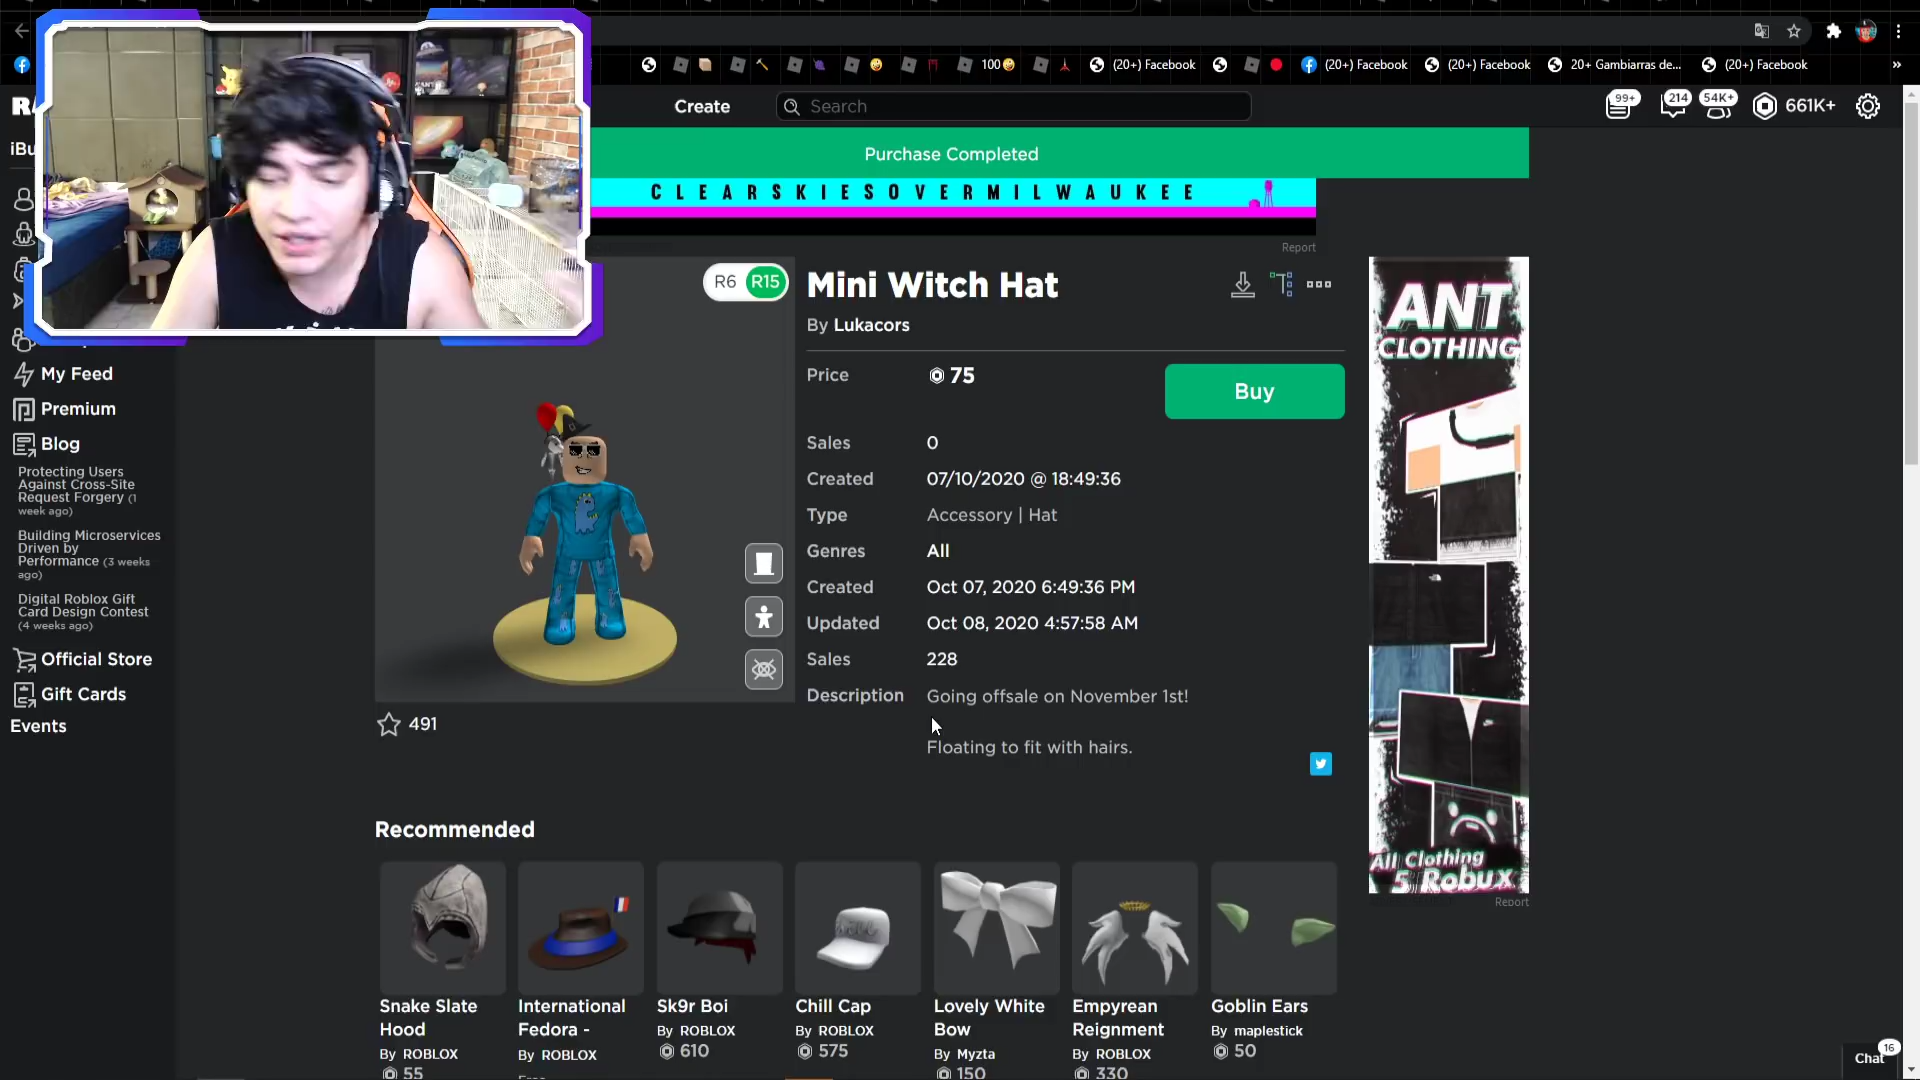 100
(20+) Facebook
(20+) Facebook
(20+) Facebook
20+ Gambiarras de...
(20+) Facebook
»
R
Create
Search
99+
214
54K+
661K+
iBu
Purchase Completed
CLEARSKIESOVERMILWAUKEE
Report
R6
R15
Mini Witch Hat
By Lukacors
Price
75
Buy
Sales
0
Created
07/10/2020 @ 18:49:36
Type
Accessory | Hat
Genres
All
Created
Oct 07, 2020 6:49:36 PM
Updated
Oct 08, 2020 4:57:58 AM
Sales
228
Description
Going offsale on November 1st!
Floating to fit with hairs.
491
My Feed
Premium
Blog
Protecting Users
Against Cross-Site
Request Forgery (1
week ago)
Building Microservices
Driven by
Performance (3 weeks
ago)
Digital Roblox Gift
Card Design Contest
(4 weeks ago)
Official Store
Gift Cards
Events
ANT
CLOTHING
All Clothing
5 Robux
Report
Recommended
Snake Slate
Hood
By ROBLOX
55
International
Fedora -
By ROBLOX
Sk9r Boi
By ROBLOX
610
Chill Cap
By ROBLOX
575
Lovely White
Bow
By Myzta
150
Empyrean
Reignment
By ROBLOX
330
Goblin Ears
By maplestick
50
Chat
16